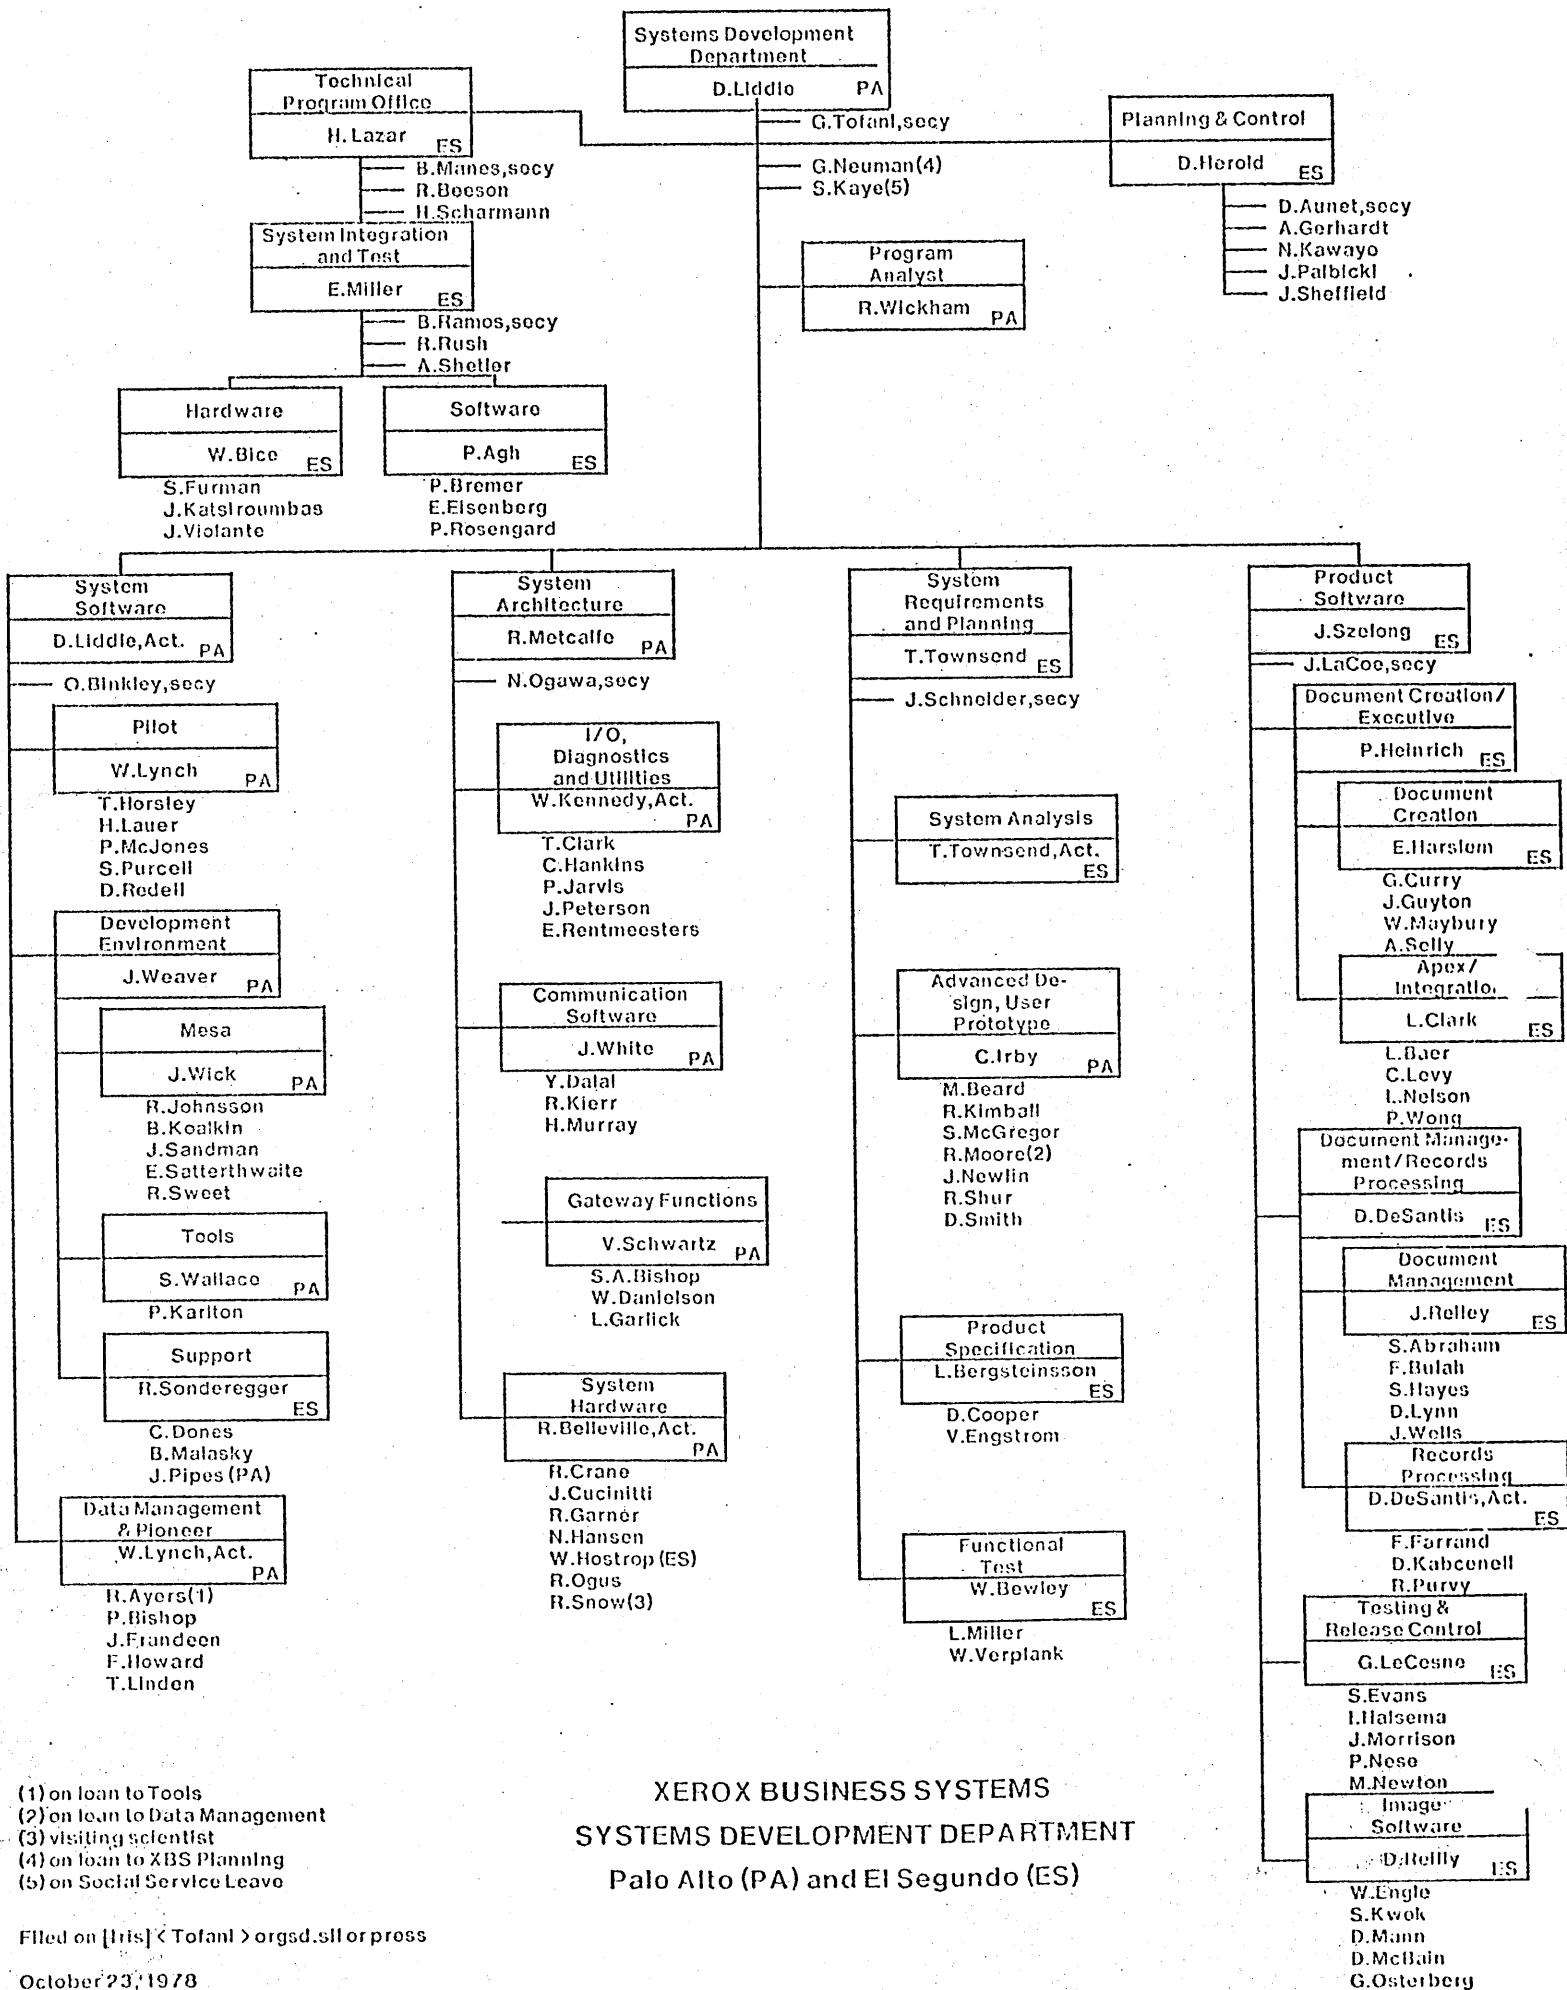 Systems Development
Department
D.Liddle PA
G.Tofani,secy
G.Neuman(4)
S.Kaye(5)
Technical
Program Office
H.Lazar ES
B.Manes,secy
R.Beeson
H.Scharmann
System Integration
and Test
E.Miller ES
B.Ramos,secy
R.Rush
A.Shetler
Hardware
W.Bice ES
S.Furman
J.Katsiroumbas
J.Violante
Software
P.Agh ES
P.Bremer
E.Eisenberg
P.Rosengard
Program
Analyst
R.Wickham PA
Planning & Control
D.Herold ES
D.Aunet,secy
A.Gerhardt
N.Kawayo
J.Palbicki
J.Sheffield
System
Software
D.Liddle,Act. PA
O.Binkley,secy
Pilot
W.Lynch PA
T.Horsley
H.Lauer
P.McJones
S.Purcell
D.Redell
Development
Environment
J.Weaver PA
Mesa
J.Wick PA
R.Johnsson
B.Koalkin
J.Sandman
E.Satterthwaite
R.Sweet
Tools
S.Wallace PA
P.Karlton
Support
R.Sonderegger
ES
C.Dones
B.Malasky
J.Pipes(PA)
Data Management
& Pioneer
W.Lynch,Act.
PA
R.Ayers(1)
P.Bishop
J.Frandeen
F.Howard
T.Linden
System
Architecture
R.Metcalfe PA
N.Ogawa,secy
I/O,
Diagnostics
and Utilities
W.Kennedy,Act.
PA
T.Clark
C.Hankins
P.Jarvis
J.Peterson
E.Rentmeesters
Communication
Software
J.White PA
Y.Dalal
R.Kierr
H.Murray
Gateway Functions
V.Schwartz PA
S.A.Bishop
W.Danielson
L.Garlick
System
Hardware
R.Belleville,Act.
PA
R.Crane
J.Cucinitti
R.Garner
N.Hansen
W.Hostrop(ES)
R.Ogus
R.Snow(3)
System
Requirements
and Planning
T.Townsend ES
J.Schneider,secy
System Analysis
T.Townsend,Act.
ES
Advanced De-
sign, User
Prototype
C.Irby PA
M.Beard
R.Kimball
S.McGregor
R.Moore(2)
J.Newlin
R.Shur
D.Smith
Product
Specification
L.Bergsteinsson
ES
D.Cooper
V.Engstrom
Functional
Test
W.Bewley
ES
L.Miller
W.Verplank
Product
Software
J.Szelong ES
J.LaCoe,secy
Document Creation/
Executive
P.Heinrich ES
Document
Creation
E.Harslem ES
G.Curry
J.Guyton
W.Maybury
A.Selly
Apex/
L.Clark ES
L.Baer
C.Levy
L.Nelson
P.Wong
Document Manage-
ment/Records
Processing
D.DeSantis ES
Document
Management
J.Reiley ES
S.Abraham
F.Bulah
S.Hayes
D.Lynn
J.Wells
Records
Processing
D.DeSantis,Act.
ES
F.Farrand
D.Kabcenell
R.Purvy
Testing &
Release Control
G.LeCesne ES
S.Evans
I.Halsema
J.Morrison
P.Nese
M.Newton
Image
Software
D.Reilly ES
W.Engle
S.Kwok
D.Mann
D.McBain
G.Osterberg
(1) on loan to Tools
(2) on loan to Data Management
(3) visiting scientist
(4) on loan to XBS Planning
(5) on Social Service Leave
Filed on [Iris]<Tofani>orgsd.sil or press
October 23, 1978
XEROX BUSINESS SYSTEMS
SYSTEMS DEVELOPMENT DEPARTMENT
Palo Alto (PA) and El Segundo (ES)